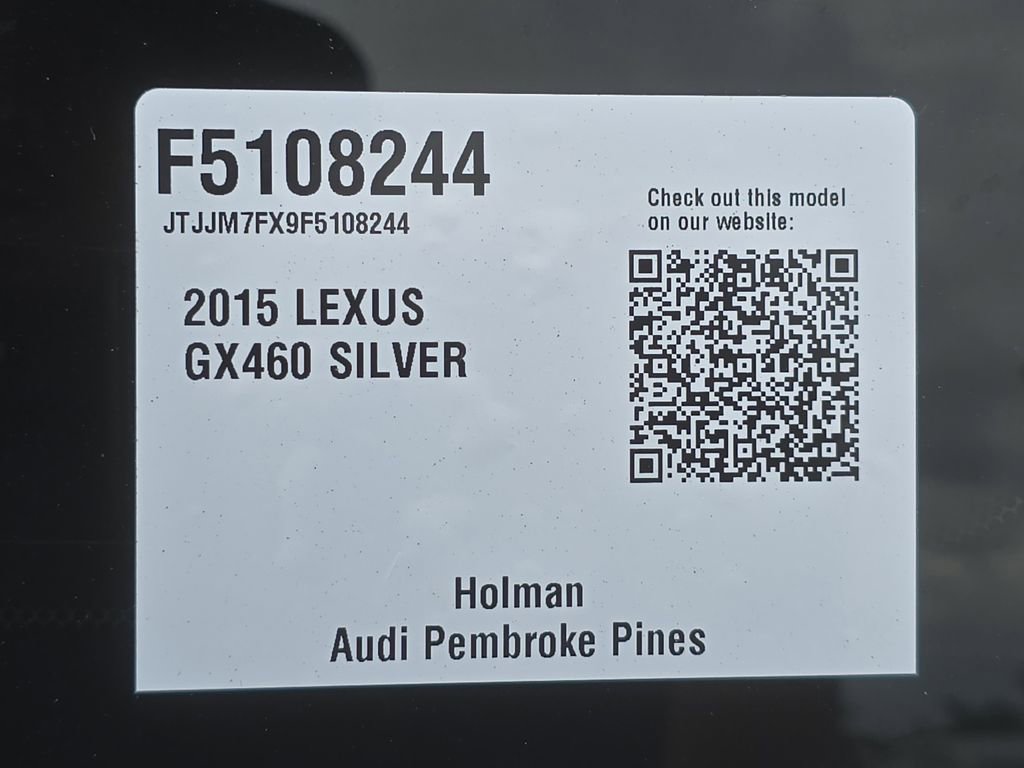 F5108244
JTJJM7FX9F5108244
Check out this model
on our website:
2015 LEXUS
GX460 SILVER
Holman
Audi Pembroke Pines